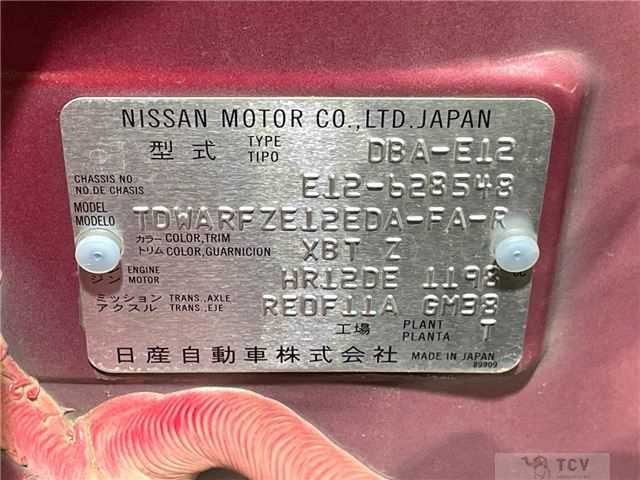 NISSAN MOTOR CO.,LTD.JAPAN
型式 TYPE TIPO DBA-E12
CHASSIS NO NO.DE CHASIS E12-628548
MODEL MODELO TDWARFZE12EDA-FA-R
カラー COLOR,TRIM
トリム COLOR,GUARNICION XBT Z
ENGINE
ジン MOTOR HR12DE 1198 cc
ミッション TRANS.,AXLE
アクスル TRANS.,EJE RE0F11A GM38
工場 PLANT PLANTA T
日産自動車株式会社 MADE IN JAPAN
89909
TCV